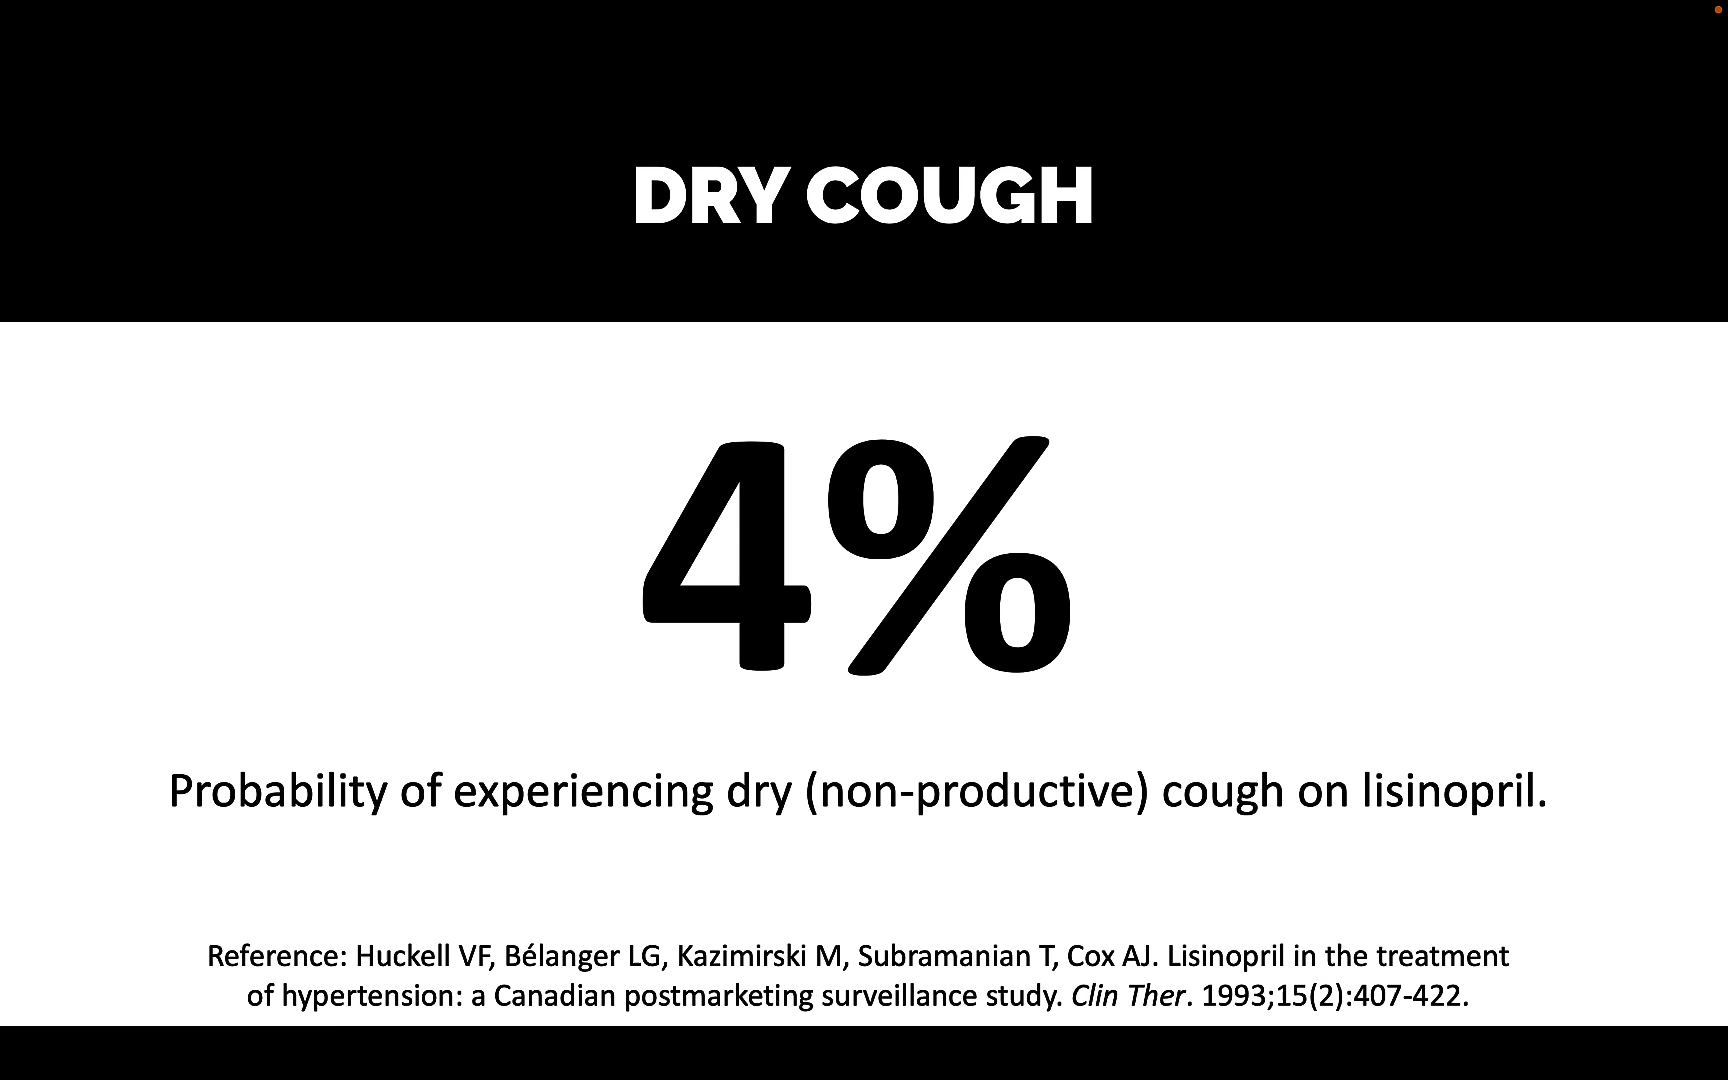 DRY COUGH
4%
Probability of experiencing dry (non-productive) cough on lisinopril.
Reference: Huckell VF, Bélanger LG, Kazimirski M, Subramanian T, Cox AJ. Lisinopril in the treatment
of hypertension: a Canadian postmarketing surveillance study. Clin Ther. 1993;15(2):407-422.